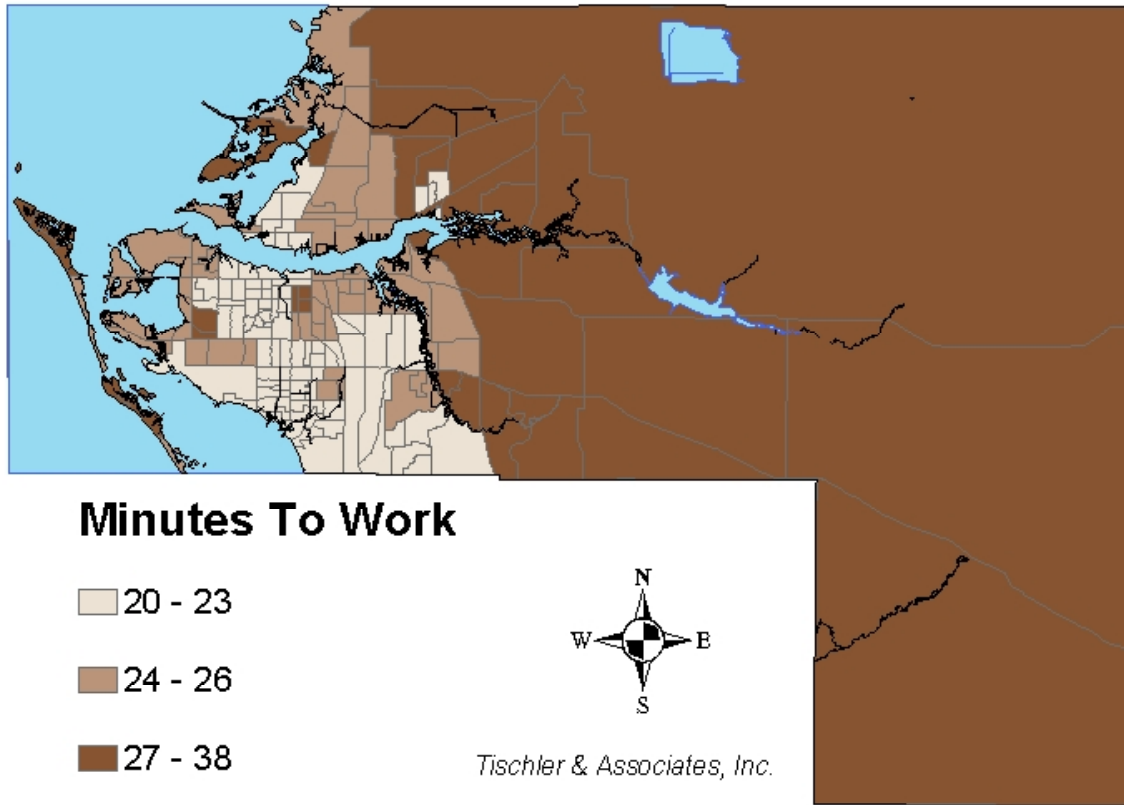 Minutes To Work
20 - 23
24 - 26
27 - 38
N
W E
S
Tischler & Associates, Inc.